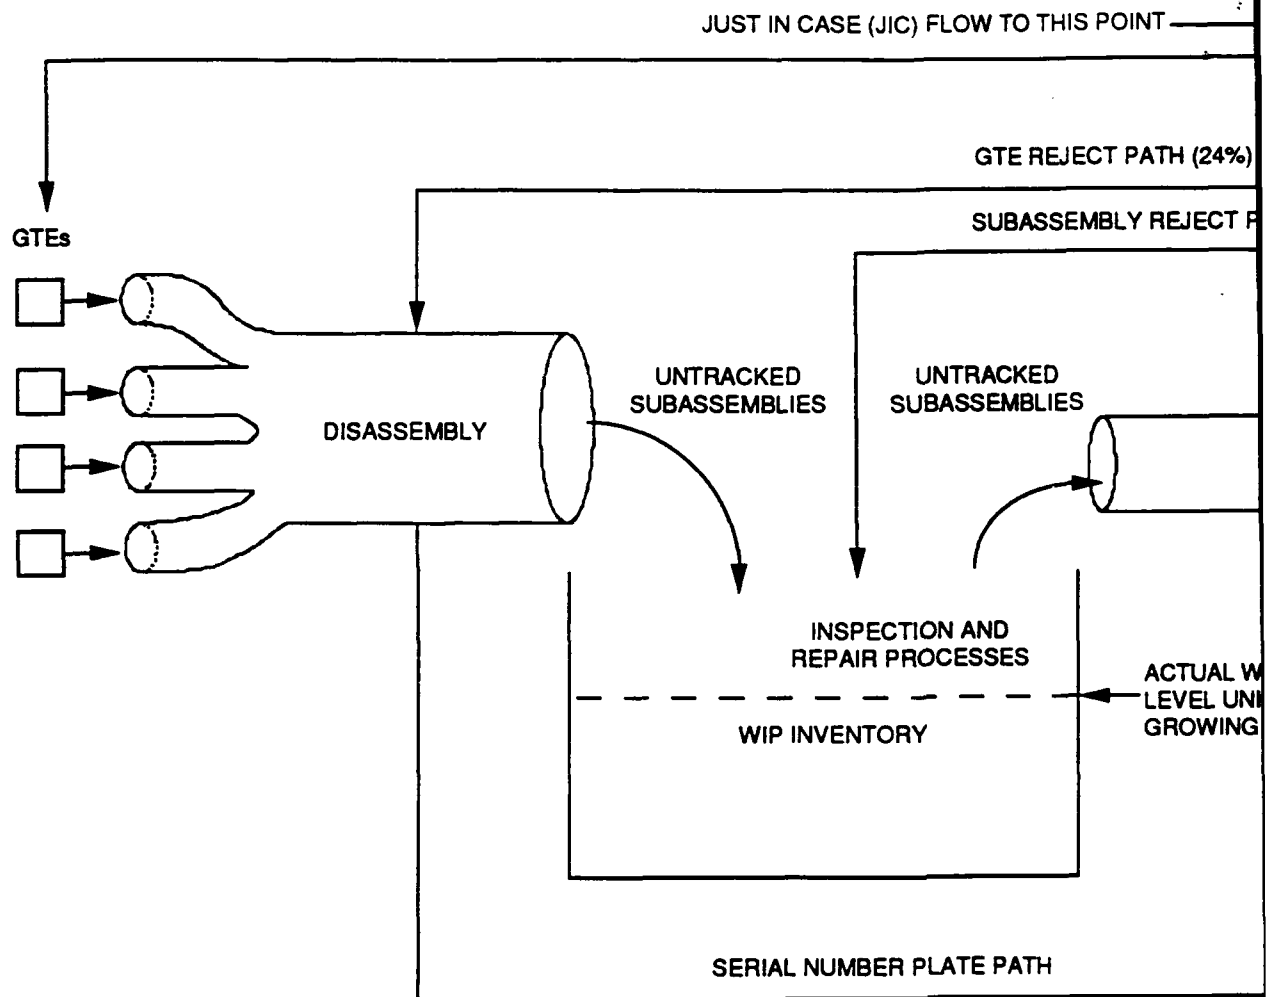 JUST IN CASE (JIC) FLOW TO THIS POINT
GTE REJECT PATH (24%)
SUBASSEMBLY REJECT
GTEs
UNTRACKED
SUBASSEMBLIES
UNTRACKED
SUBASSEMBLIES
DISASSEMBLY
INSPECTION AND
REPAIR PROCESSES
ACTUAL
LEVEL
GROWING
WIP INVENTORY
SERIAL NUMBER PLATE PATH